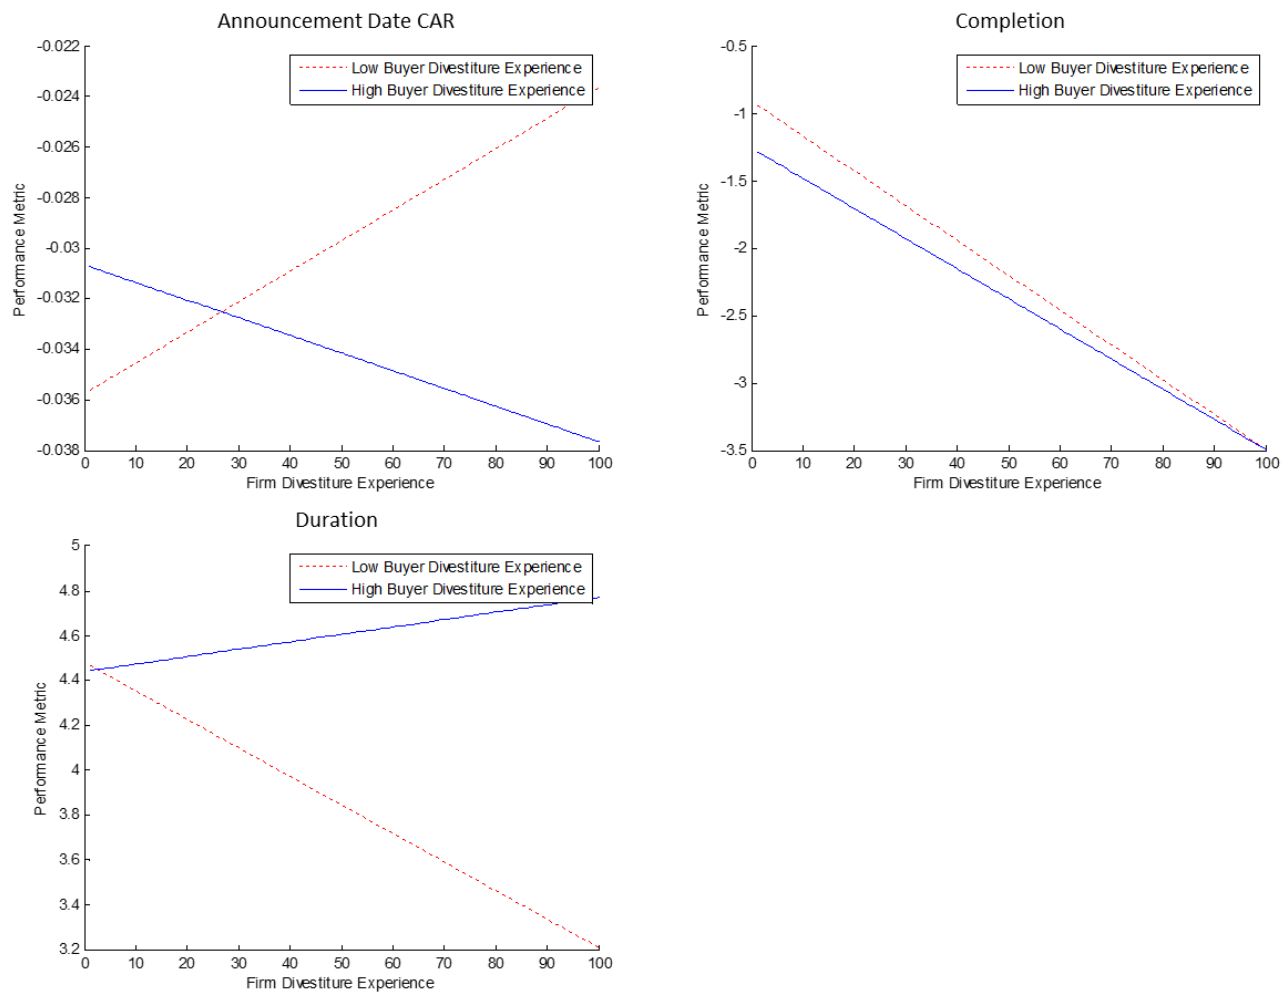 Announcement Date CAR
-0.022
-0.024
-0.026
-0.028
-0.03
-0.032
-0.034
-0.036
-0.038
Performance Metric
Low Buyer Divestiture Experience
High Buyer Divestiture Experience
0 10 20 30 40 50 60 70 80 90 100
Firm Divestiture Experience
Completion
-0.5
-1
-1.5
-2
-2.5
-3
-3.5
Performance Metric
Low Buyer Divestiture Experience
High Buyer Divestiture Experience
0 10 20 30 40 50 60 70 80 90 100
Firm Divestiture Experience
Duration
5
4.8
4.6
4.4
4.2
4
3.8
3.6
3.4
3.2
Performance Metric
Low Buyer Divestiture Experience
High Buyer Divestiture Experience
0 10 20 30 40 50 60 70 80 90 100
Firm Divestiture Experience